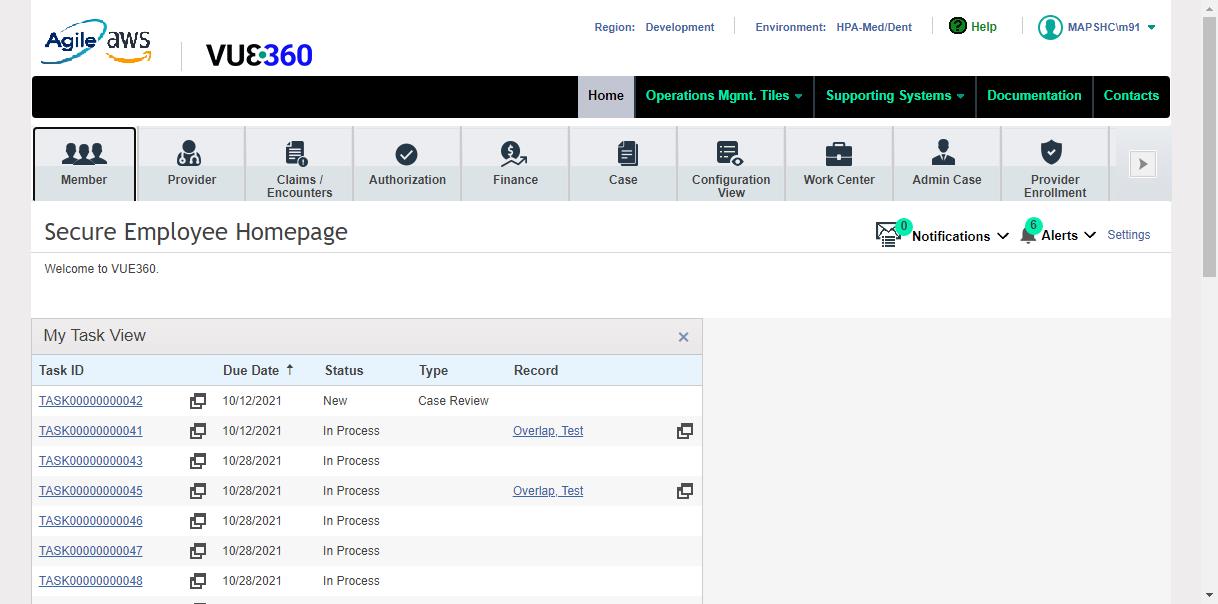 Agile aws VUE360
Region: Development Environment: HPA-Med/Dent ? Help MAPSHC\m91
Home Operations Mgmt. Tiles Supporting Systems Documentation Contacts
Member Provider Claims / Encounters Authorization Finance Case Configuration View Work Center Admin Case Provider Enrollment
Secure Employee Homepage
0 Notifications 6 Alerts Settings
Welcome to VUE360.
My Task View ×
Task ID Due Date ↑ Status Type Record
TASK00000000042 10/12/2021 New Case Review
TASK00000000041 10/12/2021 In Process Overlap, Test
TASK00000000043 10/28/2021 In Process
TASK00000000045 10/28/2021 In Process Overlap, Test
TASK00000000046 10/28/2021 In Process
TASK00000000047 10/28/2021 In Process
TASK00000000048 10/28/2021 In Process